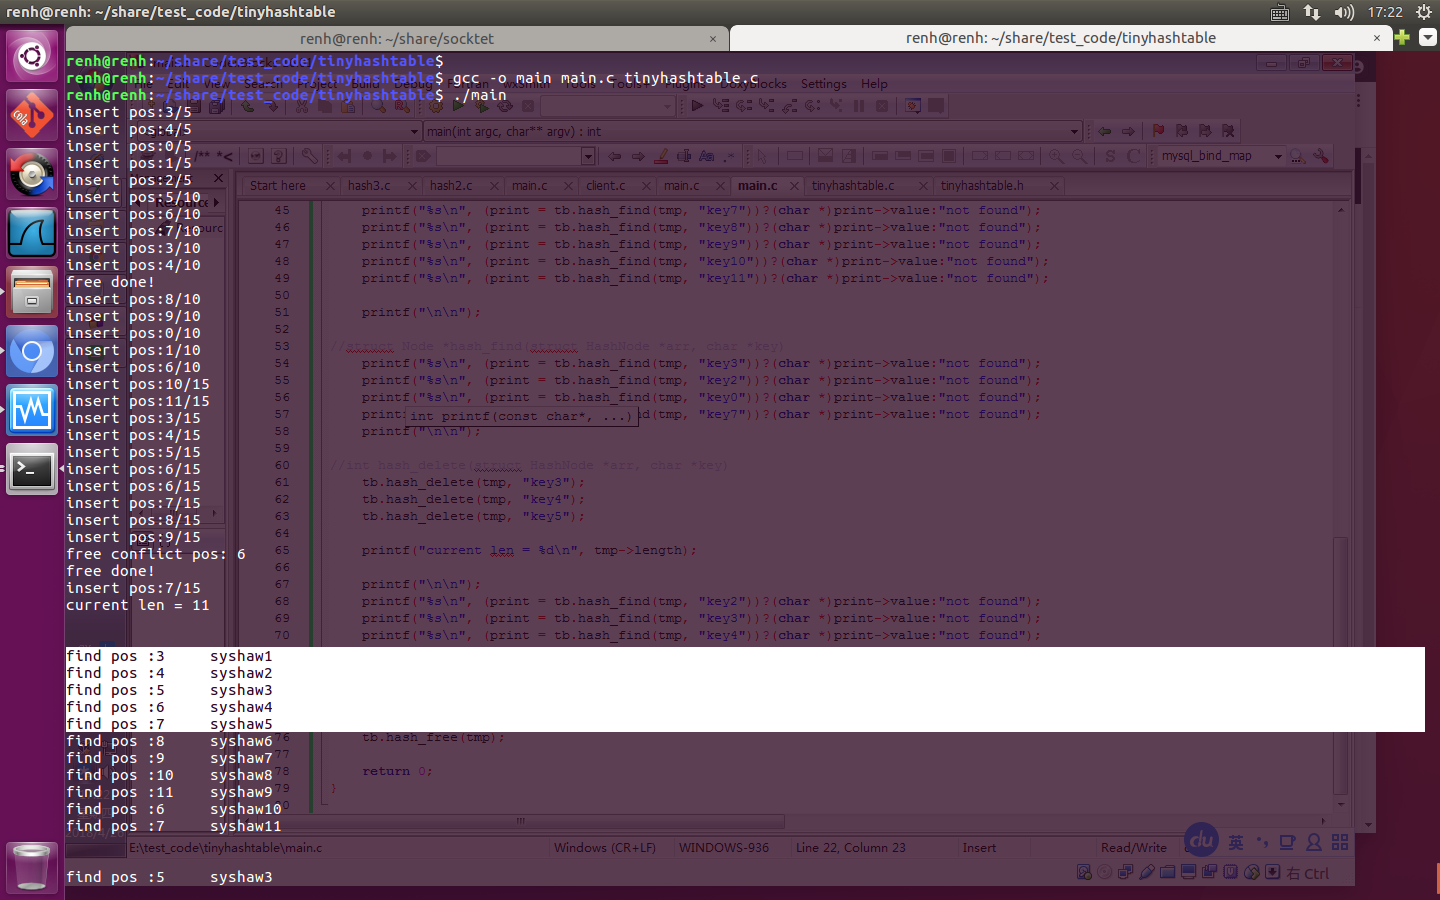 renh@renh: ~/share/test_code/tinyhashtable
17:22
renh@renh: ~/share/socktet ×
renh@renh: ~/share/test_code/tinyhashtable ×
renh@renh:~/share/test_code/tinyhashtable$
renh@renh:~/share/test_code/tinyhashtable$ gcc -o main main.c tinyhashtable.c
renh@renh:~/share/test_code/tinyhashtable$ ./main
insert pos:3/5
insert pos:4/5
insert pos:0/5
insert pos:1/5
insert pos:2/5
insert pos:5/10
insert pos:6/10
insert pos:7/10
insert pos:3/10
insert pos:4/10
free done!
insert pos:8/10
insert pos:9/10
insert pos:0/10
insert pos:1/10
insert pos:6/10
insert pos:10/15
insert pos:11/15
insert pos:3/15
insert pos:4/15
insert pos:5/15
insert pos:6/15
insert pos:6/15
insert pos:7/15
insert pos:8/15
insert pos:9/15
free conflict pos: 6
free done!
insert pos:7/15
current len = 11
find pos :3 syshaw1
find pos :4 syshaw2
find pos :5 syshaw3
find pos :6 syshaw4
find pos :7 syshaw5
find pos :8 syshaw6
find pos :9 syshaw7
find pos :10 syshaw8
find pos :11 syshaw9
find pos :6 syshaw10
find pos :7 syshaw11
find pos :5 syshaw3
Search Project Build Debug Fortran wxSmith Tools Tools+ Plugins DoxyBlocks Settings Help
main(int argc, char** argv) : int
/** *<
mysql_bind_map
Start here
hash3.c
hash2.c
main.c
client.c
main.c
main.c
tinyhashtable.c
tinyhashtable.h
45 printf("%s\n", (print = tb.hash_find(tmp, "key7"))?(char *)print->value:"not found");
46 printf("%s\n", (print = tb.hash_find(tmp, "key8"))?(char *)print->value:"not found");
47 printf("%s\n", (print = tb.hash_find(tmp, "key9"))?(char *)print->value:"not found");
48 printf("%s\n", (print = tb.hash_find(tmp, "key10"))?(char *)print->value:"not found");
49 printf("%s\n", (print = tb.hash_find(tmp, "key11"))?(char *)print->value:"not found");
50
51 printf("\n\n");
52
53 //struct Node *hash_find(struct HashNode *arr, char *key)
54 printf("%s\n", (print = tb.hash_find(tmp, "key3"))?(char *)print->value:"not found");
55 printf("%s\n", (print = tb.hash_find(tmp, "key2"))?(char *)print->value:"not found");
56 printf("%s\n", (print = tb.hash_find(tmp, "key0"))?(char *)print->value:"not found");
57 print nd(tmp, "key7"))?(char *)print->value:"not found");
int printf(const char*, ...)
58 printf("\n\n");
59
60 //int hash_delete(struct HashNode *arr, char *key)
61 tb.hash_delete(tmp, "key3");
62 tb.hash_delete(tmp, "key4");
63 tb.hash_delete(tmp, "key5");
64
65 printf("current len = %d\n", tmp->length);
66
67 printf("\n\n");
68 printf("%s\n", (print = tb.hash_find(tmp, "key2"))?(char *)print->value:"not found");
69 printf("%s\n", (print = tb.hash_find(tmp, "key3"))?(char *)print->value:"not found");
70 printf("%s\n", (print = tb.hash_find(tmp, "key4"))?(char *)print->value:"not found");
76 tb.hash_free(tmp);
77
78 return 0;
79 }
80
E:\test_code\tinyhashtable\main.c
Windows (CR+LF)
WINDOWS-936
Line 22, Column 23
Insert
Read/Write
du 英
右 Ctrl